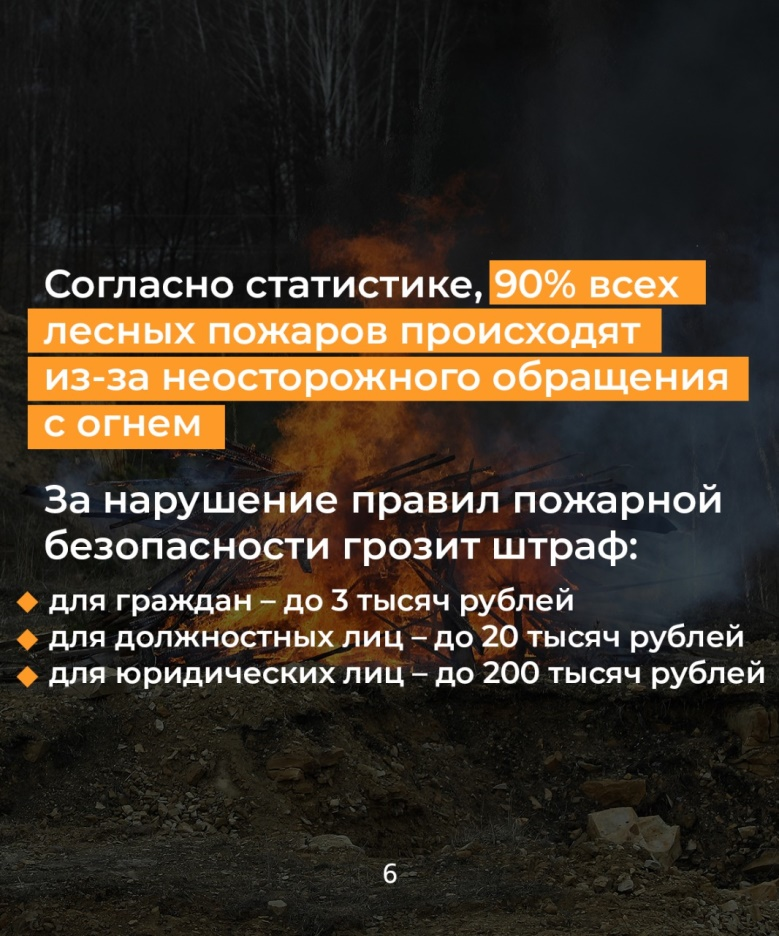 Согласно статистике, 90% всех
лесных пожаров происходят
из-за неосторожного обращения
с огнем
За нарушение правил пожарной
безопасности грозит штраф:
для граждан – до 3 тысяч рублей
для должностных лиц – до 20 тысяч рублей
для юридических лиц – до 200 тысяч рублей
6